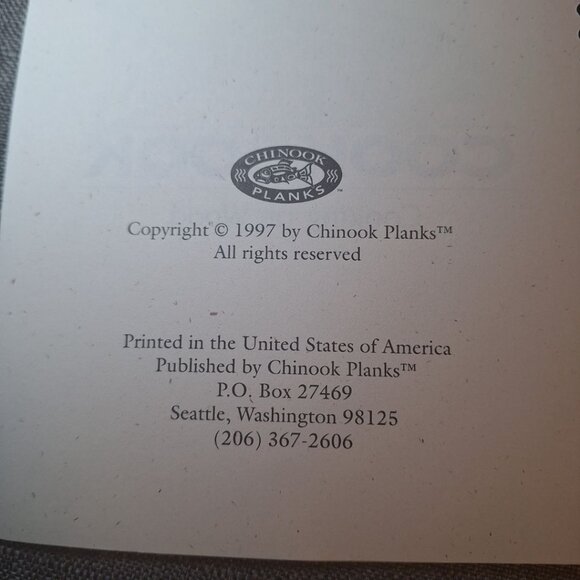 CHINOOK
PLANKS™
Copyright © 1997 by Chinook Planks™
All rights reserved
Printed in the United States of America
Published by Chinook Planks™
P.O. Box 27469
Seattle, Washington 98125
(206) 367-2606